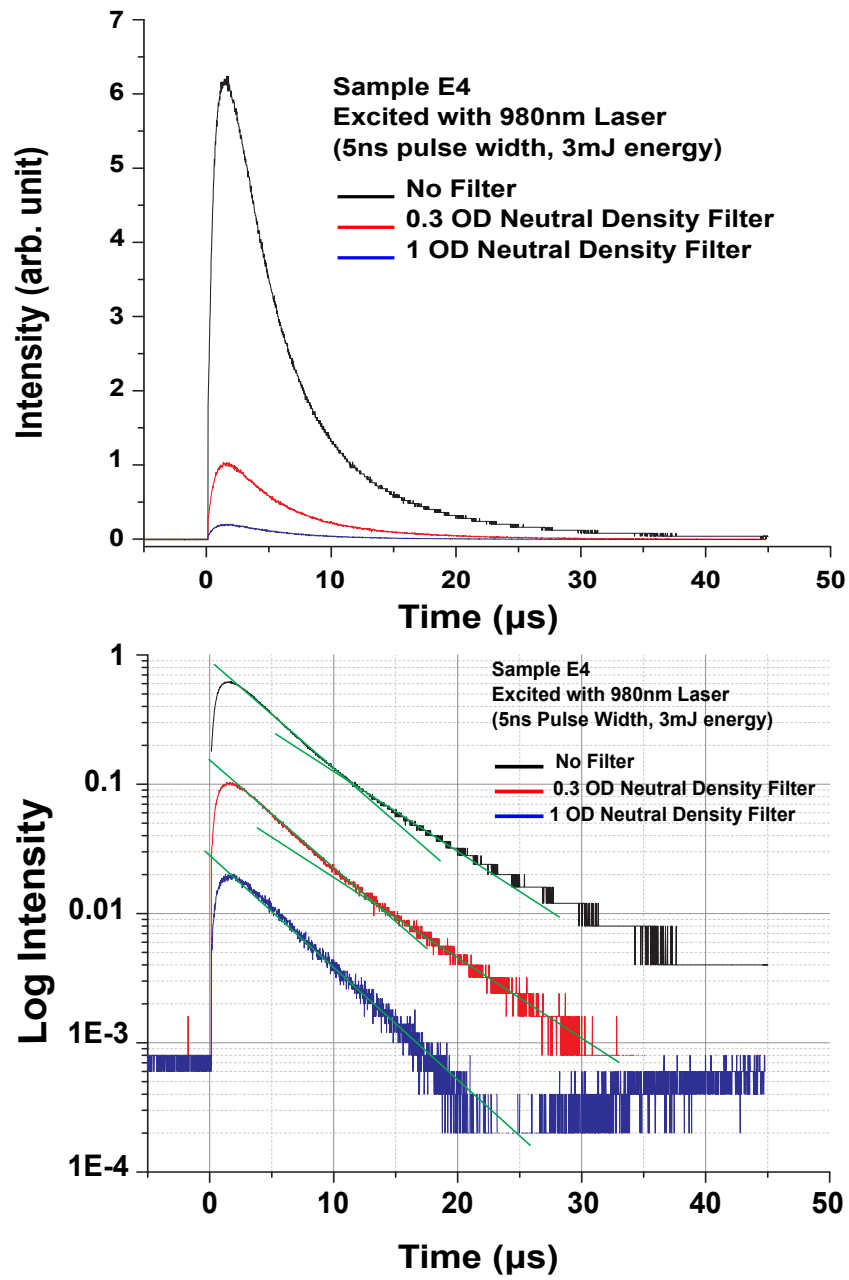 7
6
5
4
3
2
1
0
Intensity (arb. unit)
Sample E4
Excited with 980nm Laser
(5ns pulse width, 3mJ energy)
No Filter
0.3 OD Neutral Density Filter
1 OD Neutral Density Filter
0 10 20 30 40 50
Time (µs)
1
0.1
0.01
1E-3
1E-4
Log Intensity
Sample E4
Excited with 980nm Laser
(5ns Pulse Width, 3mJ energy)
No Filter
0.3 OD Neutral Density Filter
1 OD Neutral Density Filter
0 10 20 30 40 50
Time (µs)